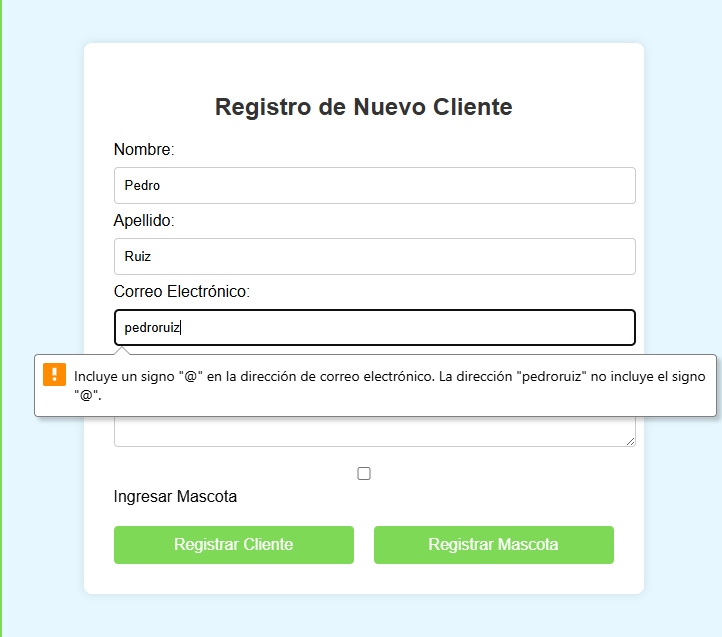 Registro de Nuevo Cliente
Nombre:
Pedro
Apellido:
Ruiz
Correo Electrónico:
pedroruiz
Incluye un signo "@" en la dirección de correo electrónico. La dirección "pedroruiz" no incluye el signo
"@".
Ingresar Mascota
Registrar Cliente
Registrar Mascota